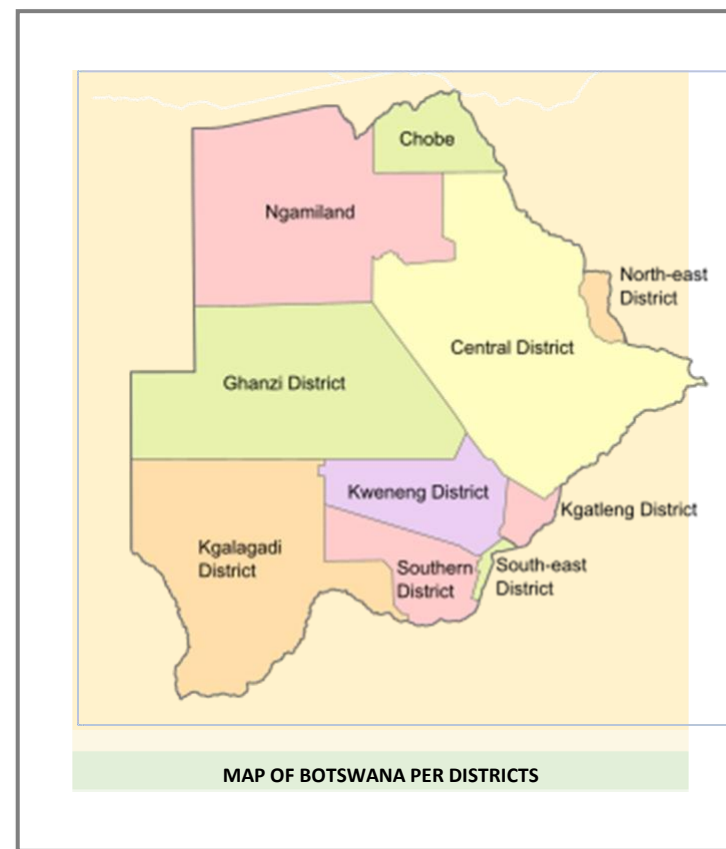 Chobe
Ngamiland
North-east
District
Central District
Ghanzi District
Kweneng District
Kgatleng District
Kgalagadi
District
Southern
District
South-east
District
MAP OF BOTSWANA PER DISTRICTS